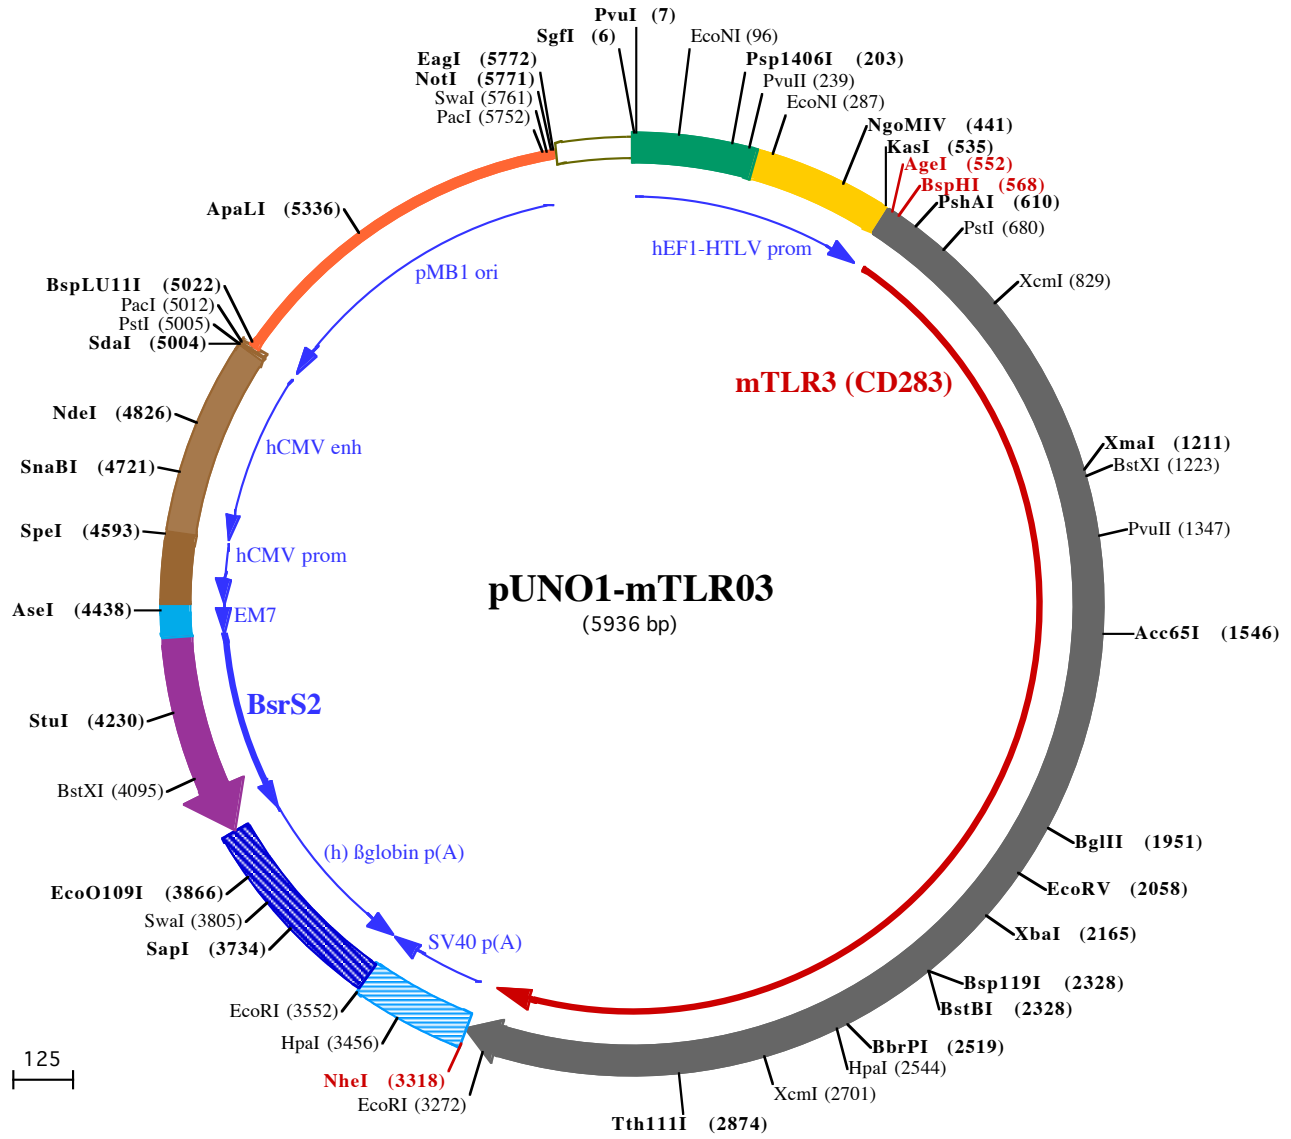 PvuI (7)
SgfI (6)
EcoNI (96)
Psp1406I (203)
PvuII (239)
EcoNI (287)
NgoMIV (441)
KasI (535)
AgeI (552)
BspHI (568)
PshAI (610)
PstI (680)
XcmI (829)
XmaI (1211)
BstXI (1223)
PvuII (1347)
Acc65I (1546)
BglII (1951)
EcoRV (2058)
XbaI (2165)
Bsp119I (2328)
BstBI (2328)
BbrPI (2519)
HpaI (2544)
XcmI (2701)
Tth111I (2874)
EcoRI (3272)
NheI (3318)
HpaI (3456)
EcoRI (3552)
SapI (3734)
SwaI (3805)
EcoO109I (3866)
BstXI (4095)
StuI (4230)
AseI (4438)
SpeI (4593)
SnaBI (4721)
NdeI (4826)
SdaI (5004)
PstI (5005)
PacI (5012)
BspLU11I (5022)
ApaLI (5336)
PacI (5752)
SwaI (5761)
NotI (5771)
EagI (5772)
hEF1-HTLV prom
mTLR3 (CD283)
pMB1 ori
hCMV enh
hCMV prom
EM7
BsrS2
(h) ßglobin p(A)
SV40 p(A)
pUNO1-mTLR03
(5936 bp)
125